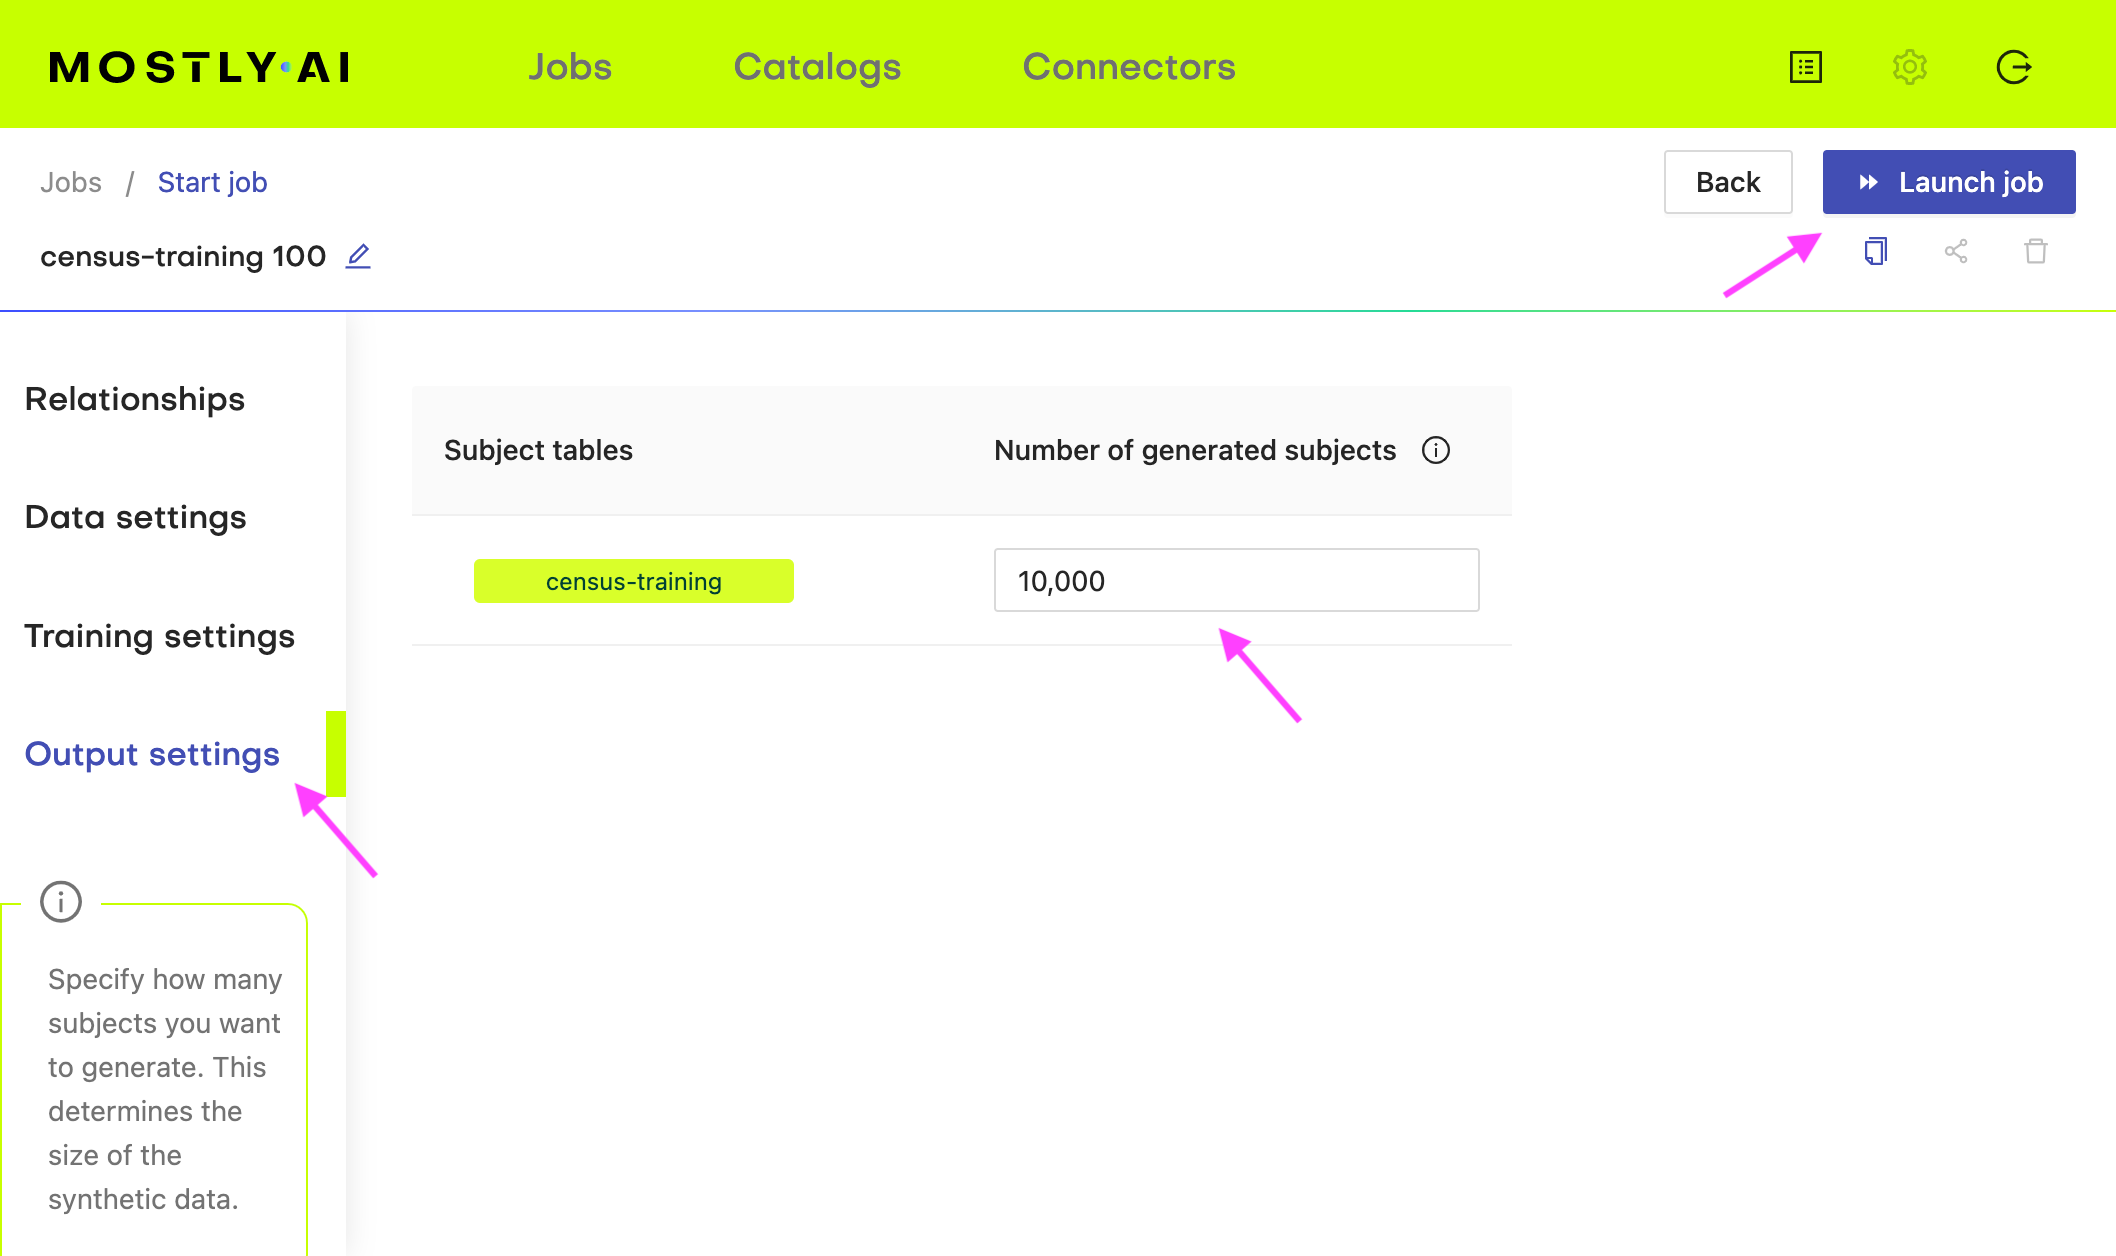 MOSTLY·AI
Jobs
Catalogs
Connectors
Jobs / Start job
Back
Launch job
census-training 100
Relationships
Data settings
Training settings
Output settings
Subject tables
Number of generated subjects
census-training
10,000
Specify how many
subjects you want
to generate. This
determines the
size of the
synthetic data.